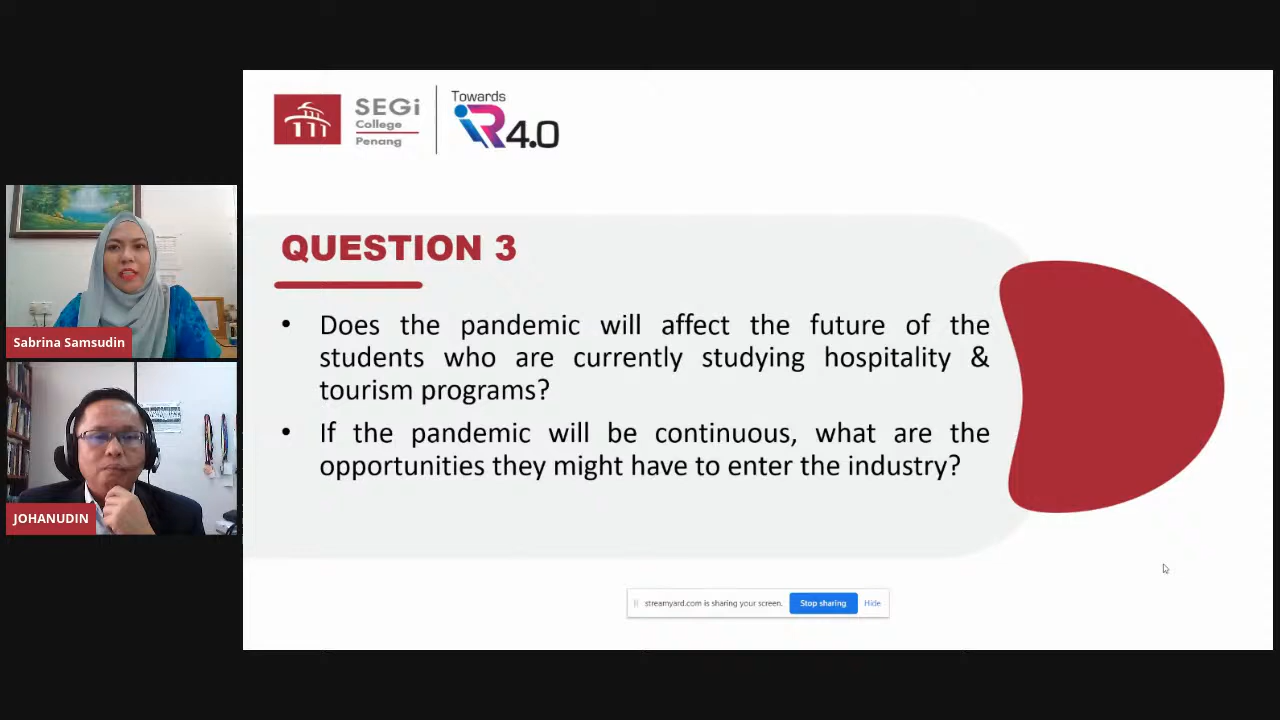 SEGi
College
Penang
Towards
iR4.0
QUESTION 3
• Does the pandemic will affect the future of the
students who are currently studying hospitality &
tourism programs?
• If the pandemic will be continuous, what are the
opportunities they might have to enter the industry?
Sabrina Samsudin
JOHANUDIN
streamyard.com is sharing your screen.
Stop sharing
Hide